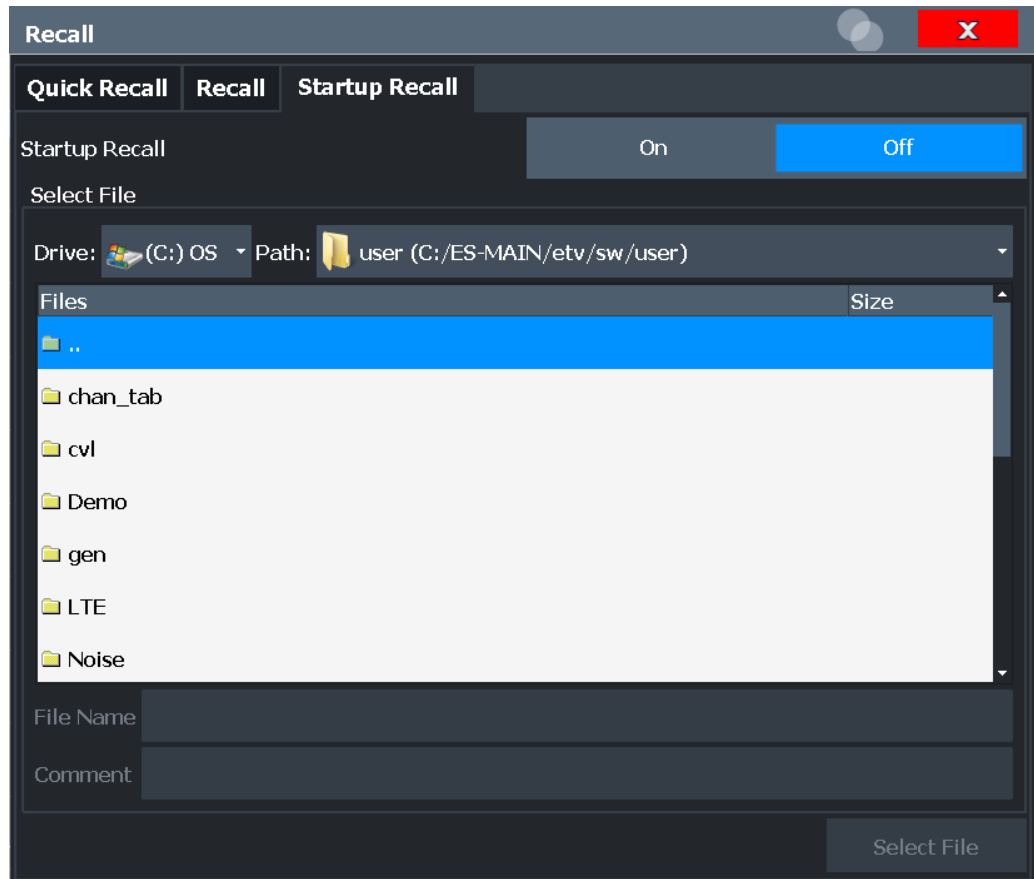 Recall X
Quick Recall Recall Startup Recall
Startup Recall On Off
Select File
Drive: (C:) OS Path: user (C:/ES-MAIN/etv/sw/user)
Files Size
..
chan_tab
cvl
Demo
gen
LTE
Noise
File Name
Comment
Select File